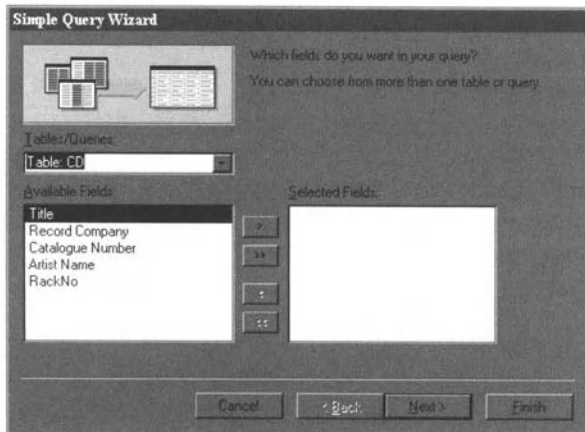 Simple Query Wizard
Which fields do you want in your query?
You can choose from more than one table or query.
Tables/Queries:
Table: CD
Available Fields:
Selected Fields:
Title
Record Company
Catalogue Number
Artist Name
RackNo
>
>>
<
<<
Cancel
< Back
Next >
Finish